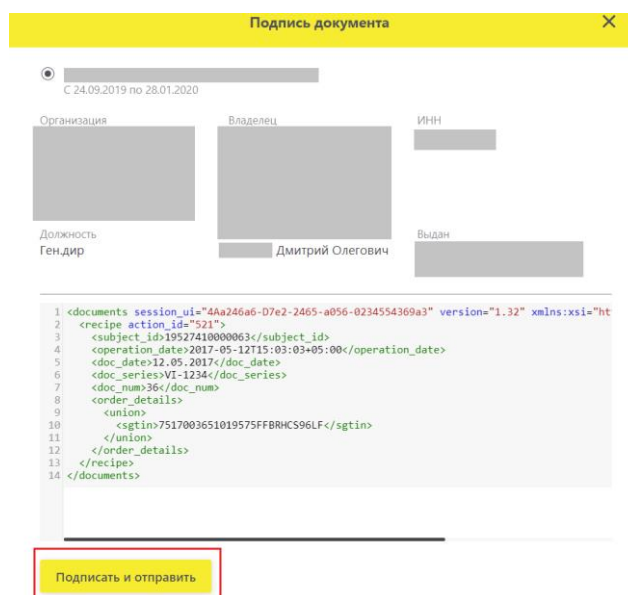 Подпись документа
С 24.09.2019 по 28.01.2020
Организация Владелец ИНН
Должность Выдан
Ген.дир Дмитрий Олегович
1 <documents session_ui="4Aa246a6-D7e2-2465-a056-0234554369a3" version="1.32" xmlns:xsi="ht
2 <recipe action_id="521">
3 <subject_id>19527410000063</subject_id>
4 <operation_date>2017-05-12T15:03:03+05:00</operation_date>
5 <doc_date>12.05.2017</doc_date>
6 <doc_series>VI-1234</doc_series>
7 <doc_num>36</doc_num>
8 <order_details>
9 <union>
10 <sgtin>7517003651019575FFBRHCS96LF</sgtin>
11 </union>
12 </order_details>
13 </recipe>
14 </documents>
Подписать и отправить